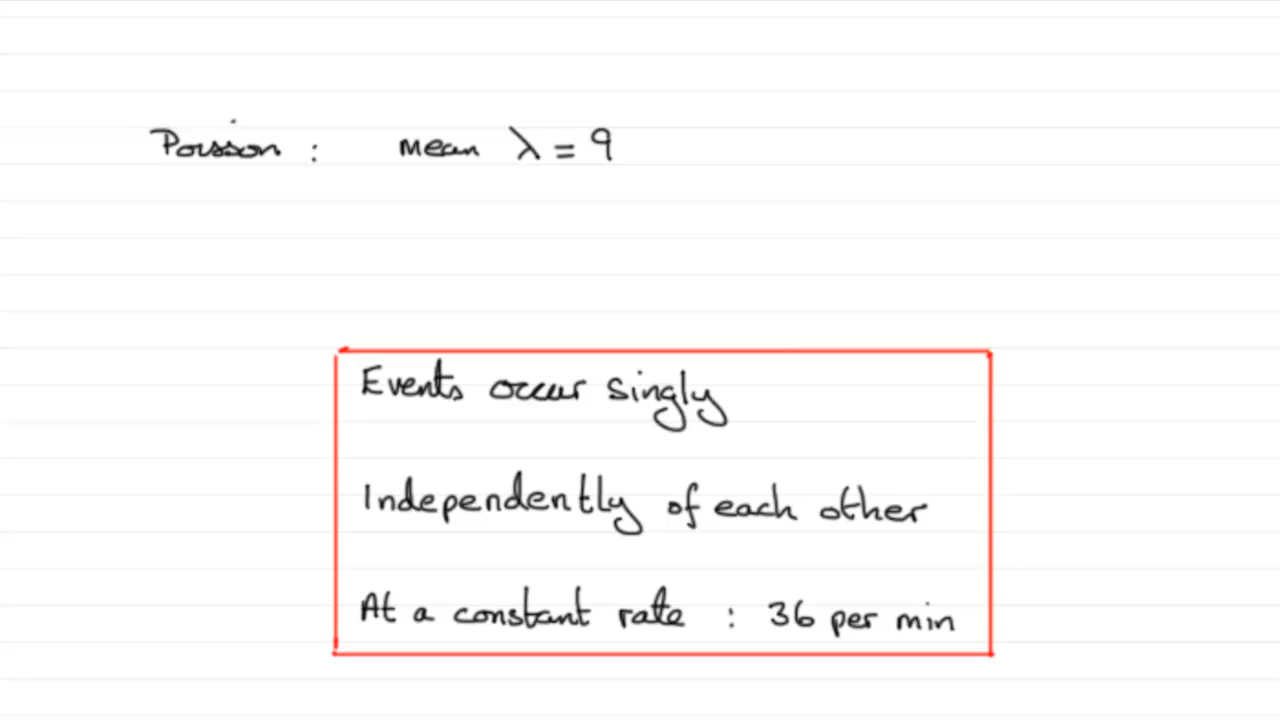 Poisson : mean λ = 9
Events occur singly
Independently of each other
At a constant rate : 36 per min